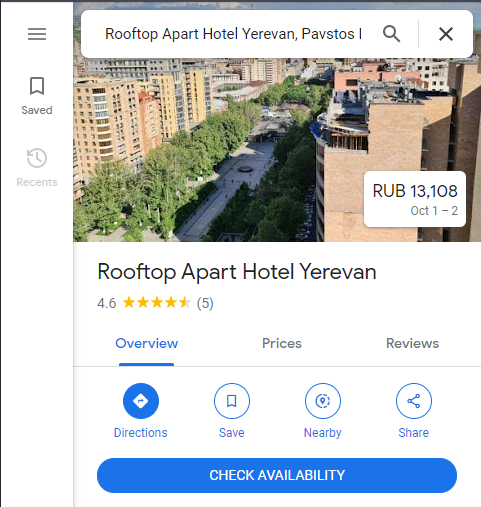 Rooftop Apart Hotel Yerevan, Pavstos
Saved
Recents
RUB 13,108
Oct 1 – 2
Rooftop Apart Hotel Yerevan
4.6 (5)
Overview Prices Reviews
Directions Save Nearby Share
CHECK AVAILABILITY